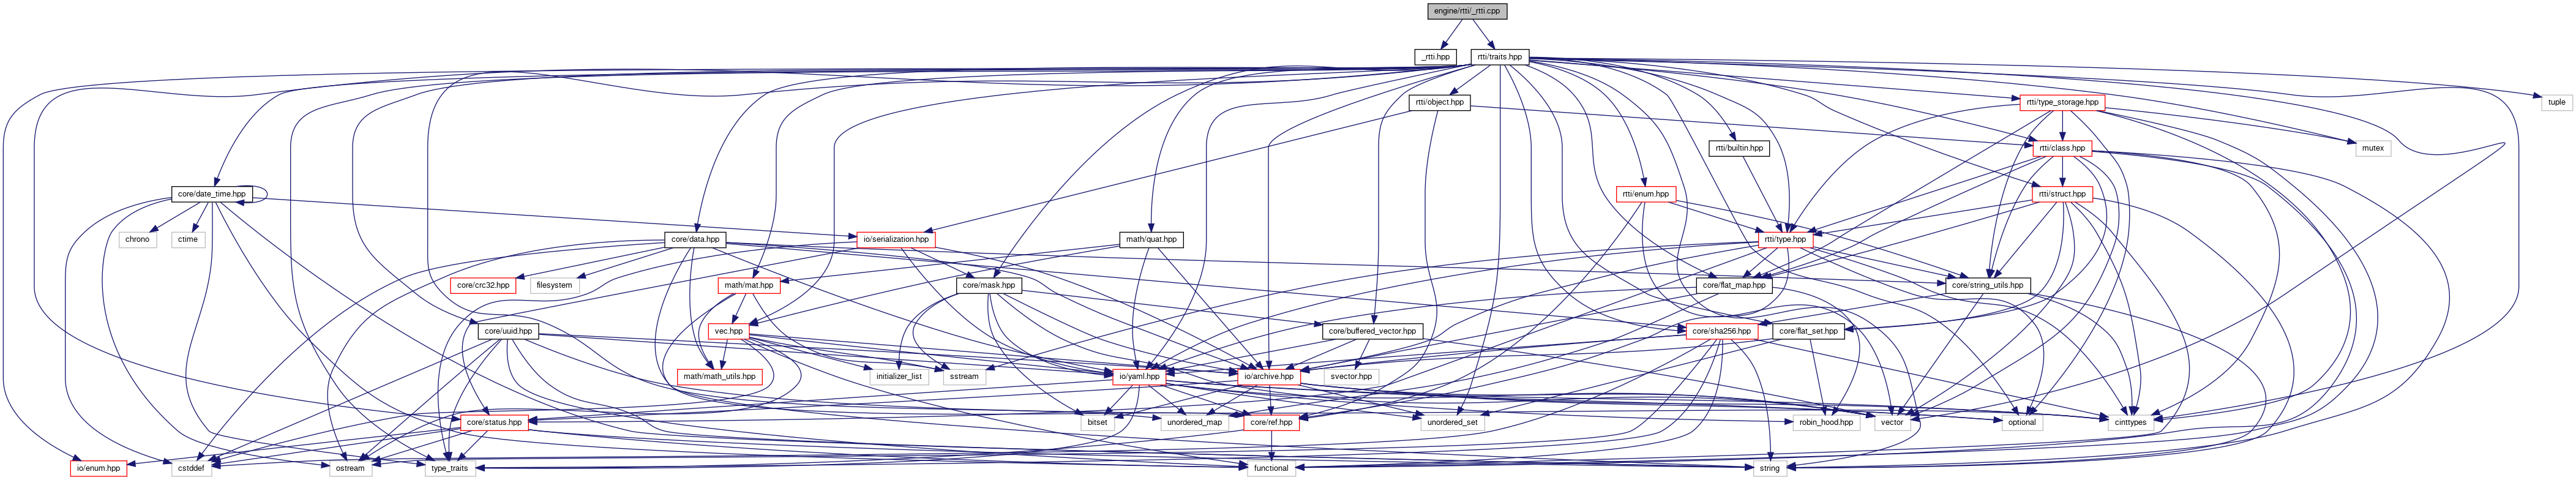 engine/rtti/_rtti.cpp
_rtti.hpp
rtti/traits.hpp
rtti/object.hpp
rtti/type_storage.hpp
tuple
rtti/builtin.hpp
rtti/class.hpp
mutex
core/date_time.hpp
rtti/enum.hpp
rtti/struct.hpp
chrono
ctime
core/data.hpp
io/serialization.hpp
math/quat.hpp
rtti/type.hpp
core/crc32.hpp
filesystem
math/mat.hpp
core/mask.hpp
core/flat_map.hpp
core/string_utils.hpp
core/uuid.hpp
vec.hpp
core/buffered_vector.hpp
core/sha256.hpp
core/flat_set.hpp
math/math_utils.hpp
initializer_list
sstream
io/yaml.hpp
io/archive.hpp
svector.hpp
core/status.hpp
bitset
unordered_map
core/ref.hpp
unordered_set
robin_hood.hpp
vector
optional
cinttypes
io/enum.hpp
cstddef
ostream
type_traits
functional
string